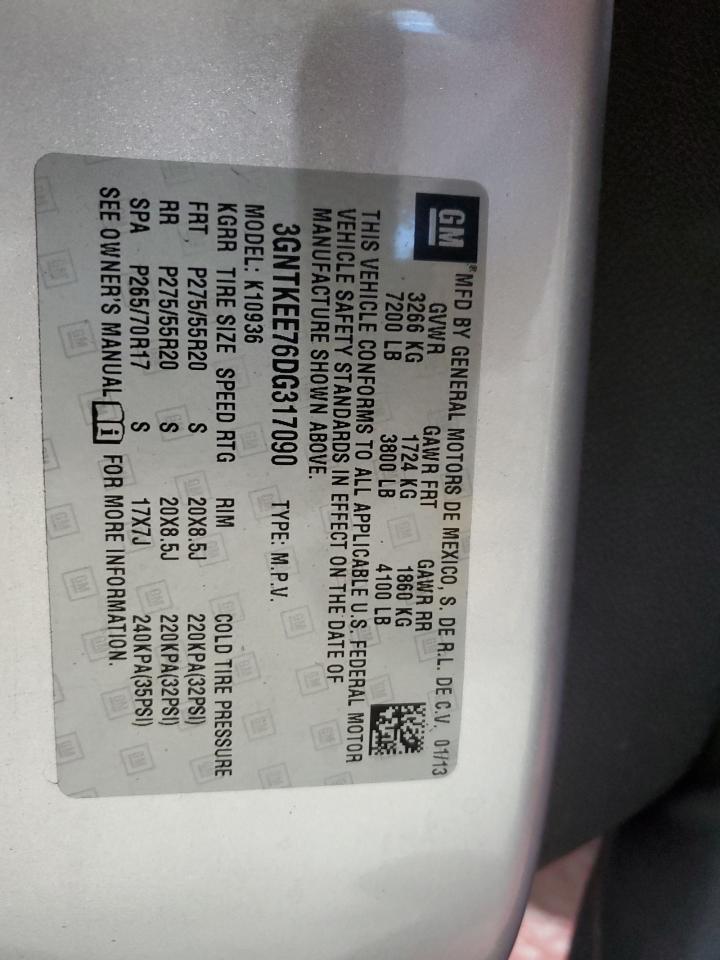 GM® MFD BY GENERAL MOTORS DE MEXICO, S. DE R.L. DE C.V. 01/13
GVWR GAWR FRT GAWR RR
3266 KG 1724 KG 1860 KG
7200 LB 3800 LB 4100 LB
THIS VEHICLE CONFORMS TO ALL APPLICABLE U.S. FEDERAL MOTOR
VEHICLE SAFETY STANDARDS IN EFFECT ON THE DATE OF
MANUFACTURE SHOWN ABOVE.
3GNTKEE76DG317090 TYPE: M.P.V.
MODEL: K10936
KGRR TIRE SIZE SPEED RTG RIM COLD TIRE PRESSURE
FRT P275/55R20 S 20X8.5J 220KPA(32PSI)
RR P275/55R20 S 20X8.5J 220KPA(32PSI)
SPA P265/70R17 S 17X7J 240KPA(35PSI)
SEE OWNER'S MANUAL FOR MORE INFORMATION.